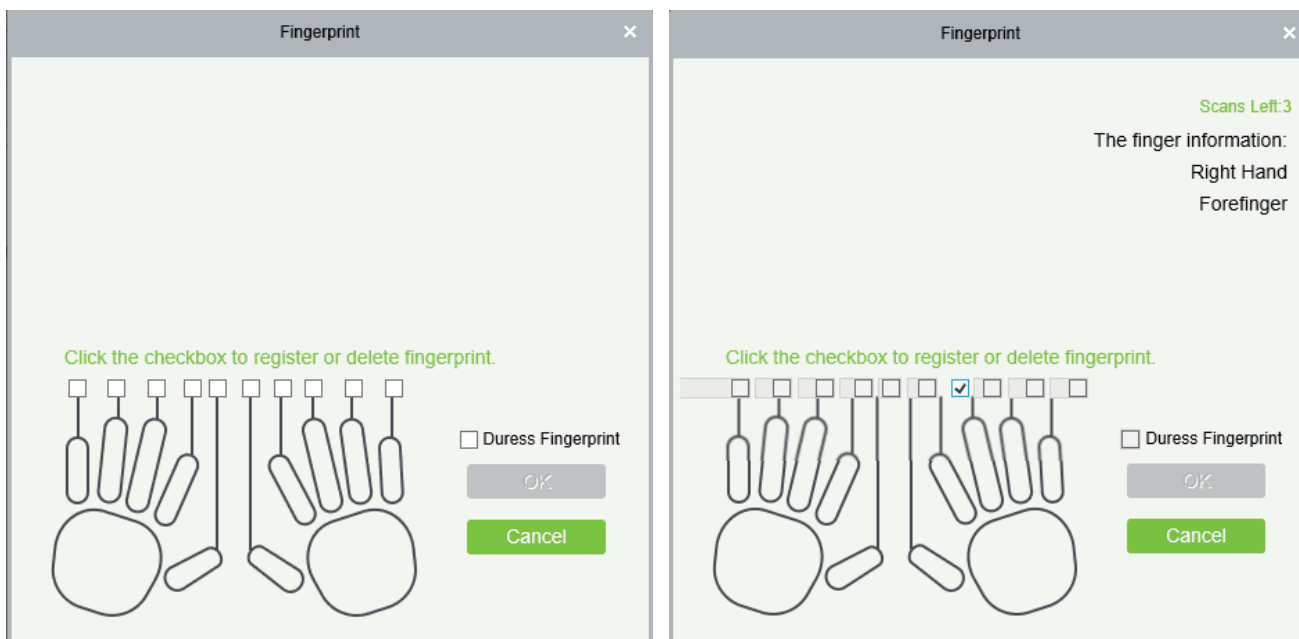 Fingerprint
Click the checkbox to register or delete fingerprint.
Duress Fingerprint
OK
Cancel
Fingerprint
Scans Left:3
The finger information:
Right Hand
Forefinger
Click the checkbox to register or delete fingerprint.
Duress Fingerprint
OK
Cancel